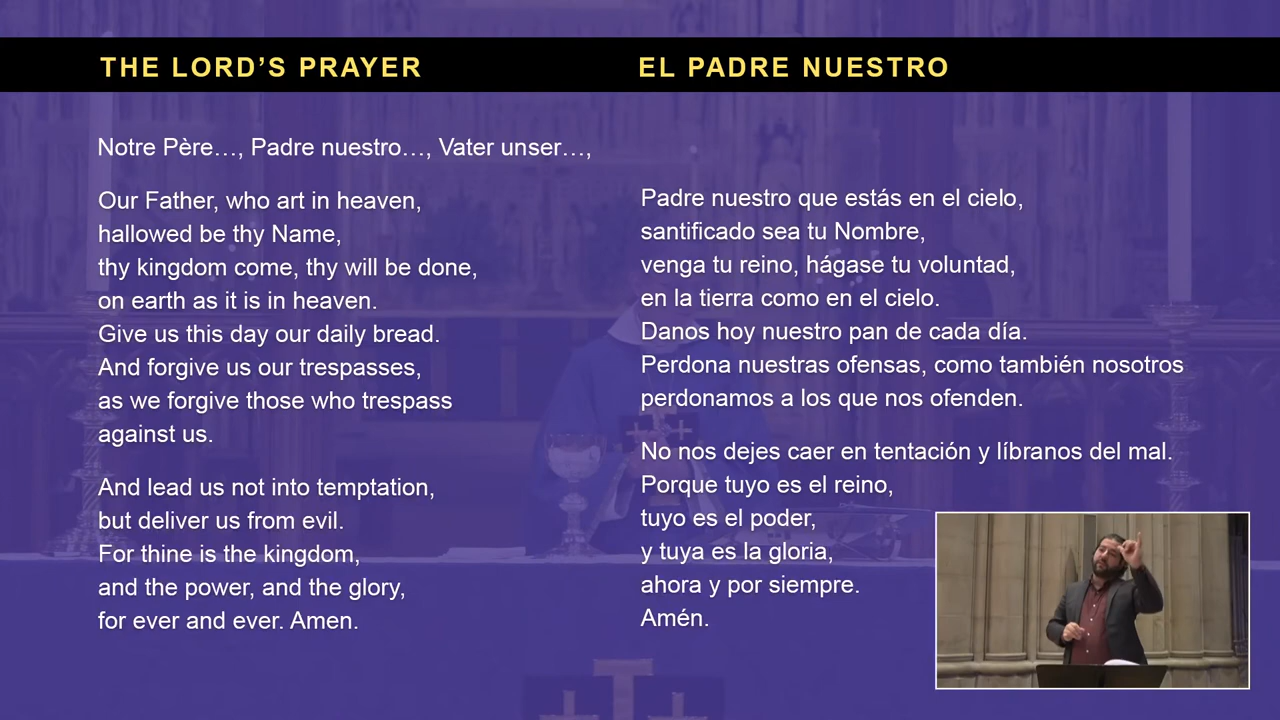 THE LORD’S PRAYER
Notre Père…, Padre nuestro…, Vater unser…,
Our Father, who art in heaven,
hallowed be thy Name,
thy kingdom come, thy will be done,
on earth as it is in heaven.
Give us this day our daily bread.
And forgive us our trespasses,
as we forgive those who trespass
against us.
And lead us not into temptation,
but deliver us from evil.
For thine is the kingdom,
and the power, and the glory,
for ever and ever. Amen.
EL PADRE NUESTRO
Padre nuestro que estás en el cielo,
santificado sea tu Nombre,
venga tu reino, hágase tu voluntad,
en la tierra como en el cielo.
Danos hoy nuestro pan de cada día.
Perdona nuestras ofensas, como también nosotros
perdonamos a los que nos ofenden.
No nos dejes caer en tentación y líbranos del mal.
Porque tuyo es el reino,
tuyo es el poder,
y tuya es la gloria,
ahora y por siempre.
Amén.